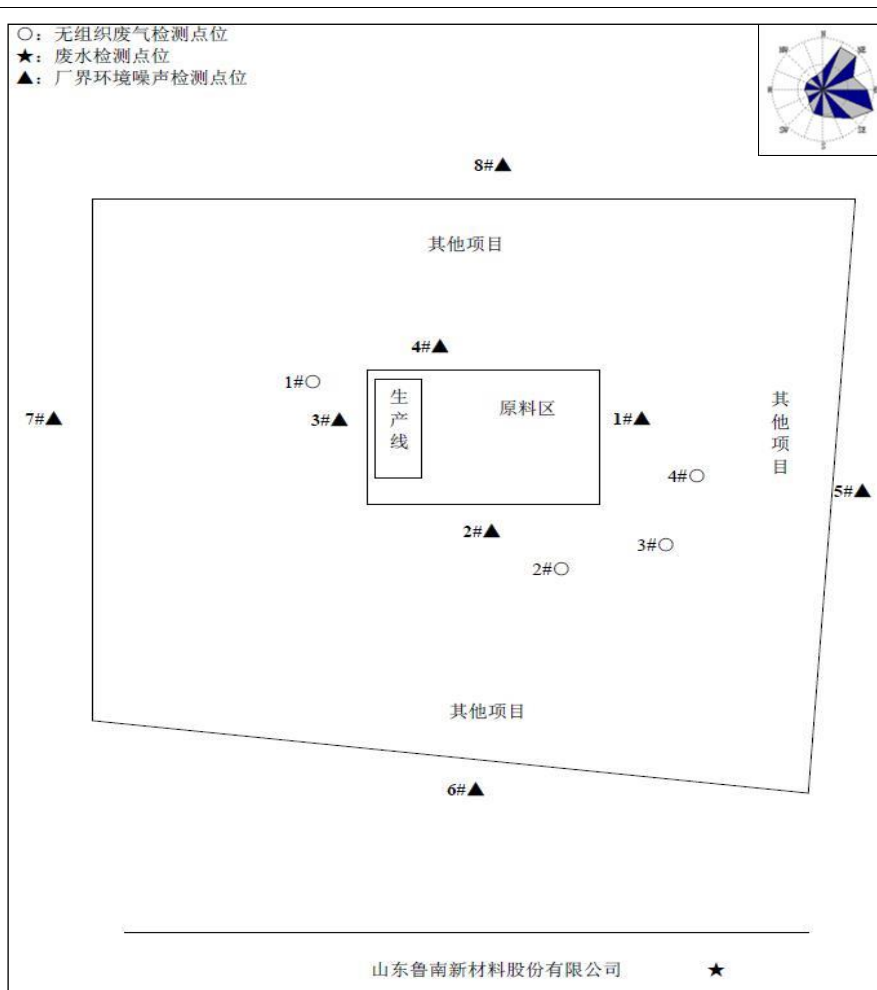 ○：无组织废气检测点位
★：废水检测点位
▲：厂界环境噪声检测点位
8#▲
其他项目
4#▲
1#○
3#▲
生产线
原料区
1#▲
7#▲
其他项目
4#○
5#▲
2#▲
3#○
2#○
其他项目
6#▲
山东鲁南新材料股份有限公司 ★